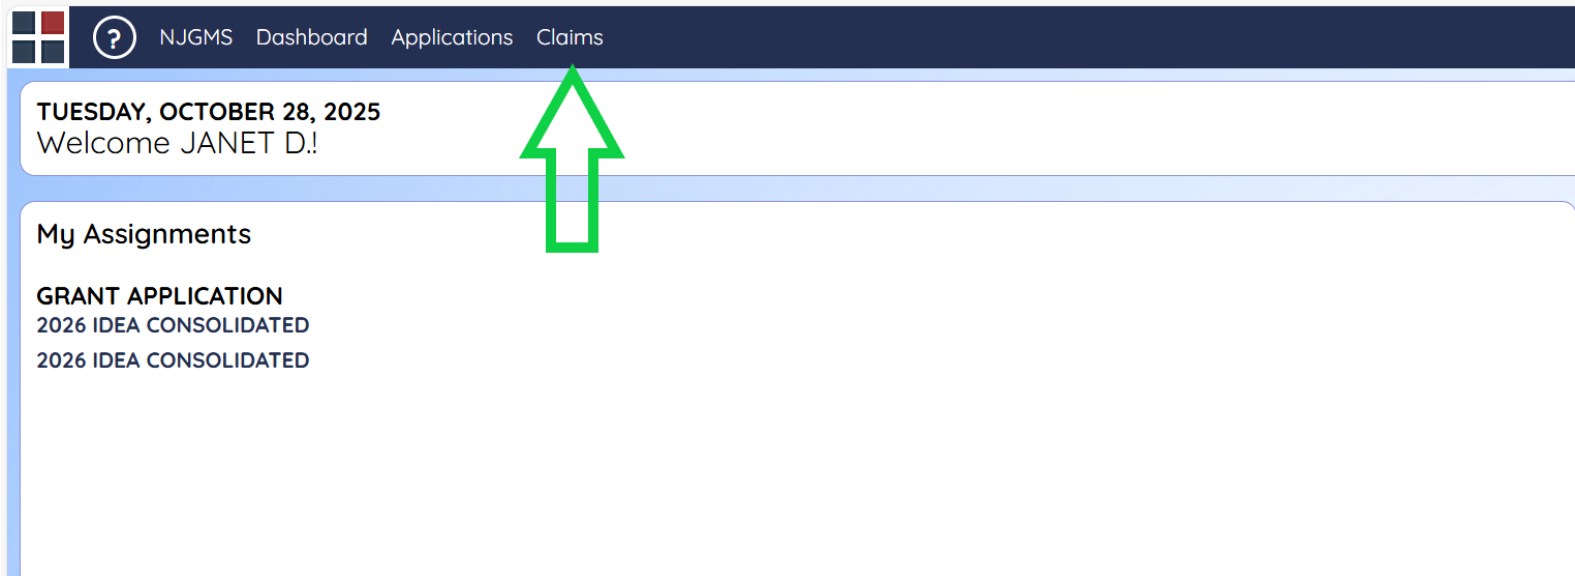 ? NJGMS Dashboard Applications Claims
TUESDAY, OCTOBER 28, 2025
Welcome JANET D.!
My Assignments
GRANT APPLICATION
2026 IDEA CONSOLIDATED
2026 IDEA CONSOLIDATED